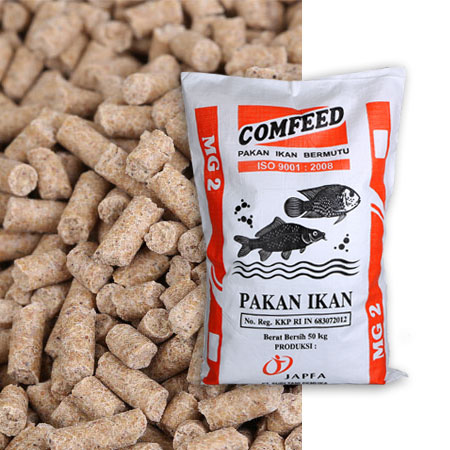 COMFEED
PAKAN IKAN BERMUTU
ISO 9001 : 2008
MG 2
PAKAN IKAN
No. Reg. KKP RI IN 683072012
Berat Bersih 50 Kg
PRODUKSI :
JAPFA
MG 2